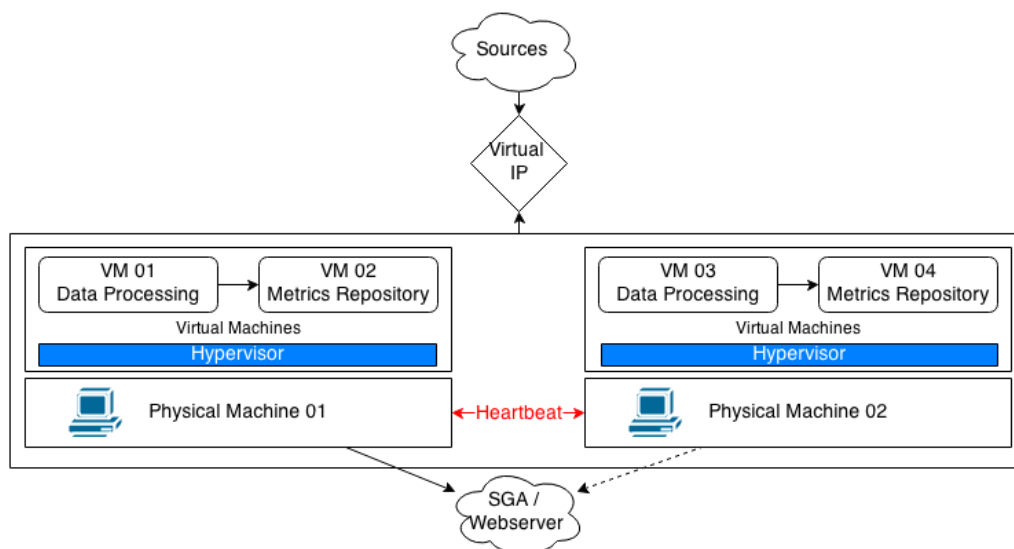 Sources
Virtual
IP
VM 01
Data Processing
VM 02
Metrics Repository
Virtual Machines
Hypervisor
VM 03
Data Processing
VM 04
Metrics Repository
Virtual Machines
Hypervisor
Physical Machine 01
Heartbeat
Physical Machine 02
SGA /
Webserver